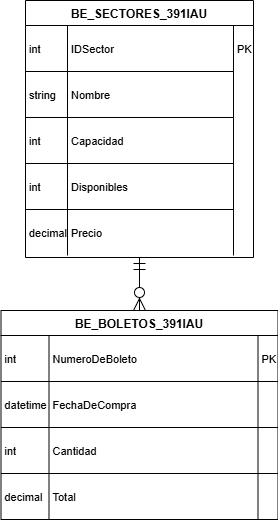 BE_SECTORES_391IAU
int IDSector PK
string Nombre
int Capacidad
int Disponibles
decimal Precio
BE_BOLETOS_391IAU
int NumeroDeBoleto PK
datetime FechaDeCompra
int Cantidad
decimal Total